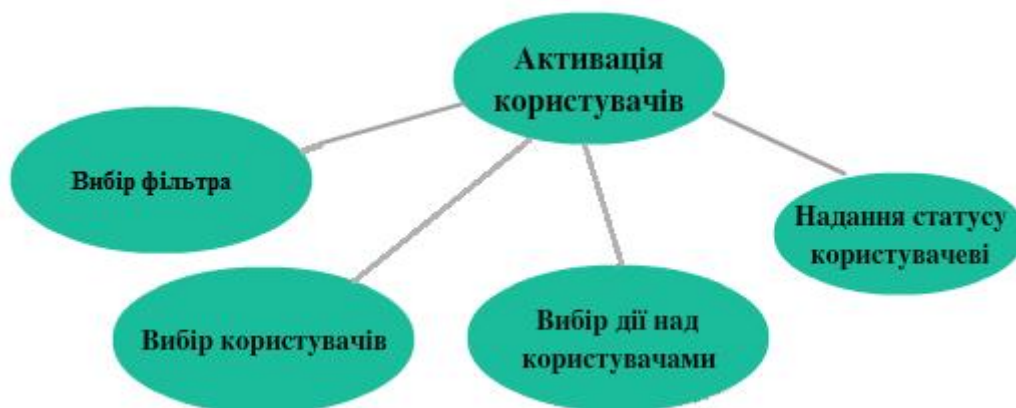 Активація
користувачів
Вибір фільтра
Надання статусу
користувачеві
Вибір користувачів
Вибір дії над
користувачами